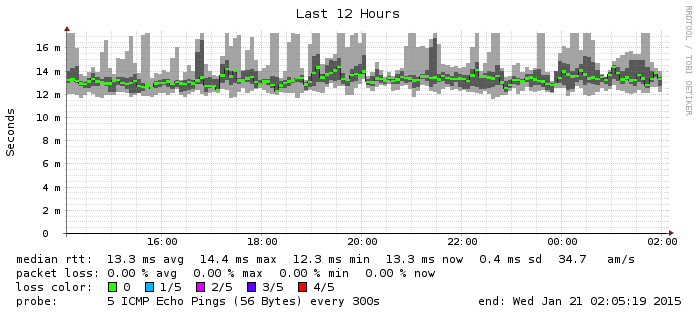 Last 12 Hours
RRDTOOL / TOBI OETIKER
Seconds
16 m
14 m
12 m
10 m
8 m
6 m
4 m
2 m
0
16:00 18:00 20:00 22:00 00:00 02:00
median rtt: 13.3 ms avg 14.4 ms max 12.3 ms min 13.3 ms now 0.4 ms sd 34.7 am/s
packet loss: 0.00 % avg 0.00 % max 0.00 % min 0.00 % now
loss color: 0 1/5 2/5 3/5 4/5
probe: 5 ICMP Echo Pings (56 Bytes) every 300s end: Wed Jan 21 02:05:19 2015